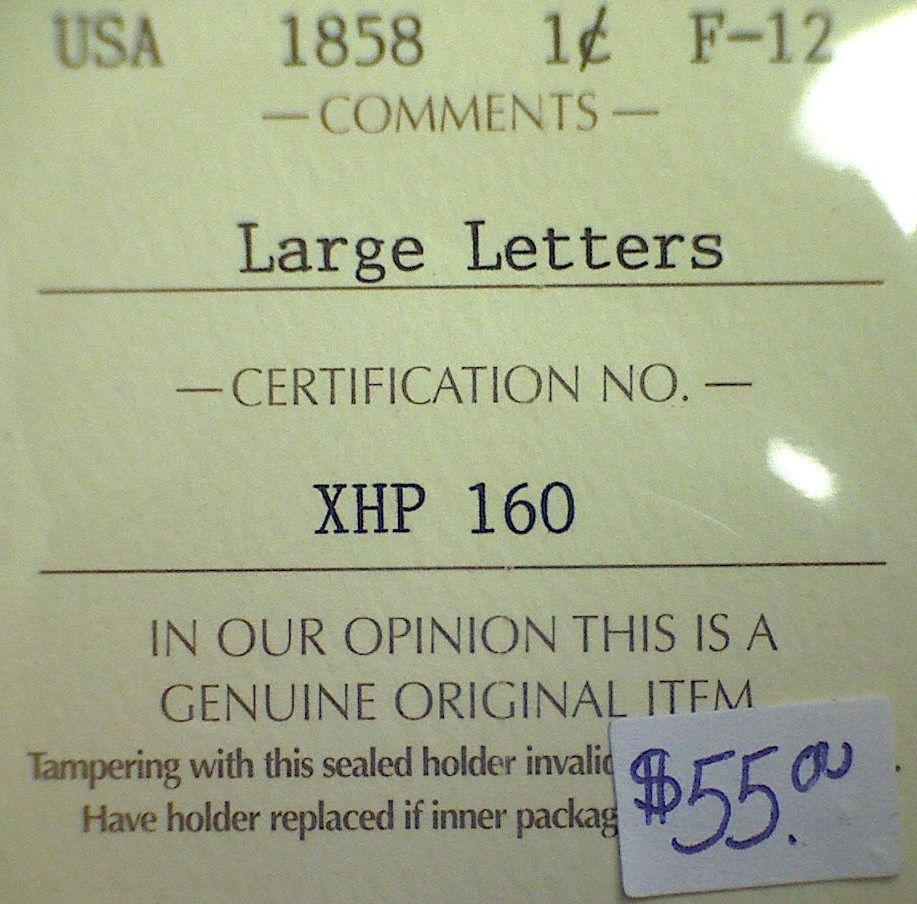 USA 1858 1¢ F-12
—COMMENTS—
Large Letters
—CERTIFICATION NO.—
XHP 160
IN OUR OPINION THIS IS A
GENUINE ORIGINAL ITEM
Tampering with this sealed holder
Have holder replaced if inner
$55.00